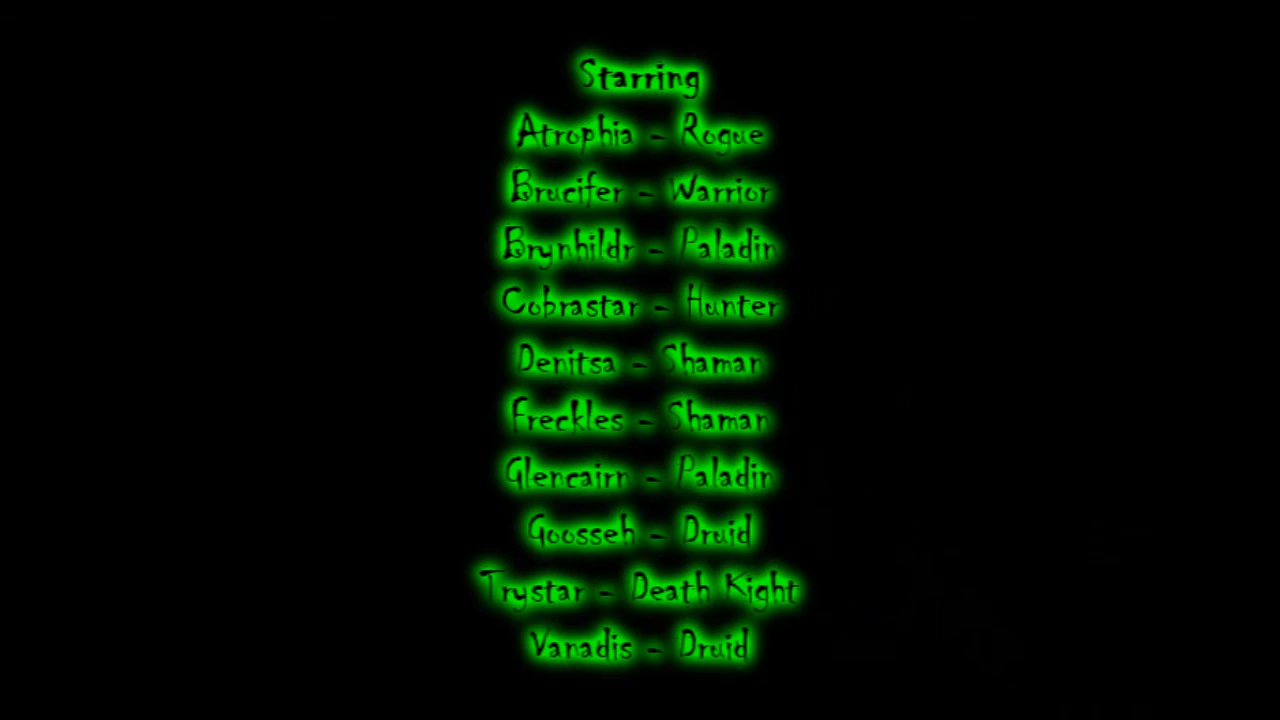 Starring
Atrophia - Rogue
Brucifer - Warrior
Brynhildr - Paladin
Cobrastar - Hunter
Denitsa - Shaman
Freckles - Shaman
Glencairn - Paladin
Goosseh - Druid
Trystar - Death Kight
Vanadis - Druid